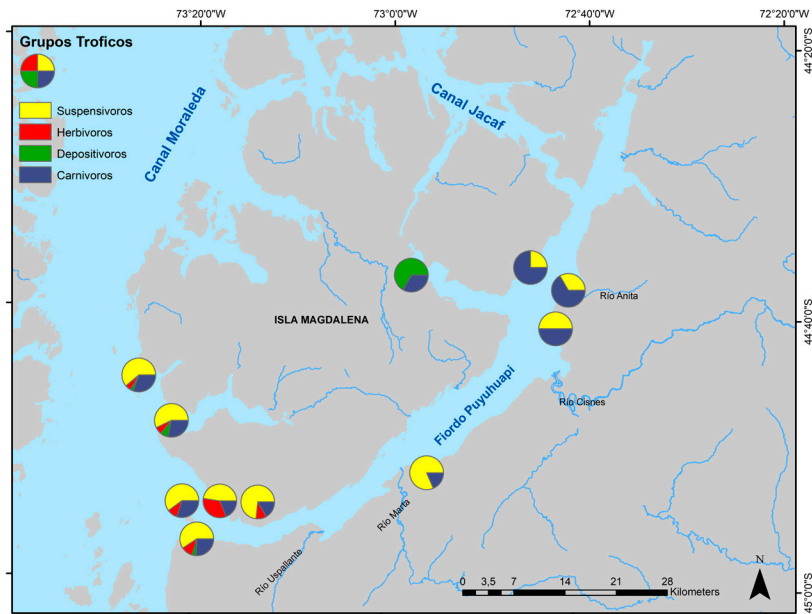 73°20'0"W
73°0'0"W
72°40'0"W
72°20'0"W
Grupos Troficos
Suspensivoros
Herbivoros
Depositivoros
Carnivoros
Canal Moraleda
Canal Jacaf
44°20'0"S
ISLA MAGDALENA
Río Anita
44°40'0"S
Río Cisnes
Fiordo Puyuhuapi
Río Marta
Río Uspallante
N
0 3,5 7 14 21 28
Kilometers
45°0'0"S